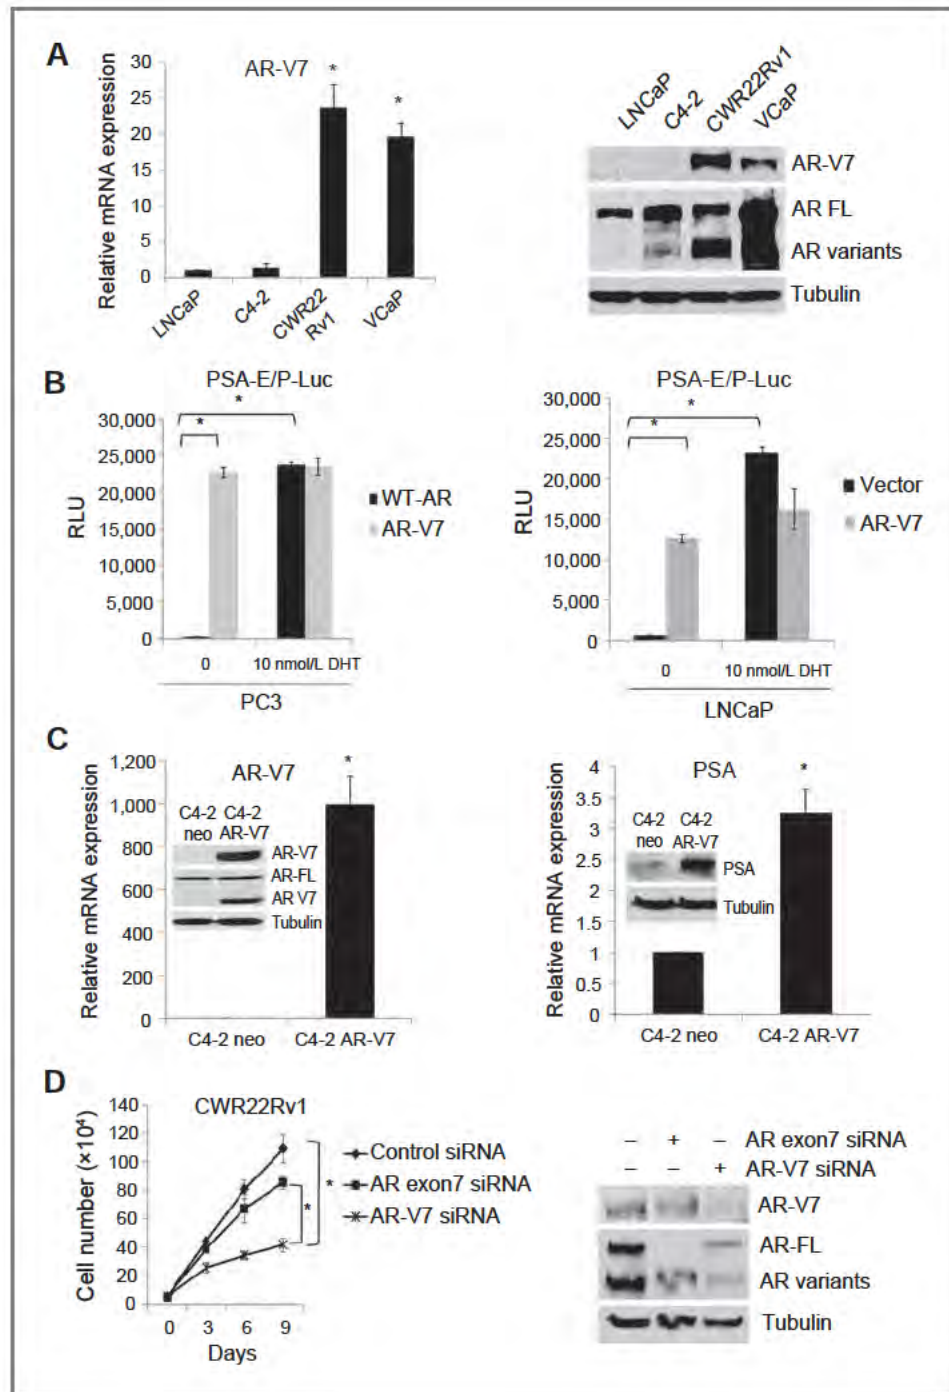 A
AR-V7
Relative mRNA expression
30
25
20
15
10
5
0
*
*
LNCaP
C4-2
CWR22
Rv1
VCaP
LNCaP
C4-2
CWR22Rv1
VCaP
AR-V7
AR FL
AR variants
Tubulin
B
PSA-E/P-Luc
*
*
RLU
30,000
25,000
20,000
15,000
10,000
5,000
0
WT-AR
AR-V7
0
10 nmol/L DHT
PC3
PSA-E/P-Luc
*
*
RLU
30,000
25,000
20,000
15,000
10,000
5,000
0
Vector
AR-V7
0
10 nmol/L DHT
LNCaP
C
AR-V7
*
Relative mRNA expression
1,200
1,000
800
600
400
200
0
C4-2
neo
C4-2
AR-V7
AR-V7
AR-FL
AR V7
Tubulin
C4-2 neo
C4-2 AR-V7
PSA
*
Relative mRNA expression
4
3.5
3
2.5
2
1.5
1
0.5
0
C4-2
neo
C4-2
AR-V7
PSA
Tubulin
C4-2 neo
C4-2 AR-V7
D
CWR22Rv1
Cell number (×10⁴)
140
120
100
80
60
40
20
0
0
3
6
9
Days
*
*
Control siRNA
AR exon7 siRNA
AR-V7 siRNA
– + – AR exon7 siRNA
– – + AR-V7 siRNA
AR-V7
AR-FL
AR variants
Tubulin